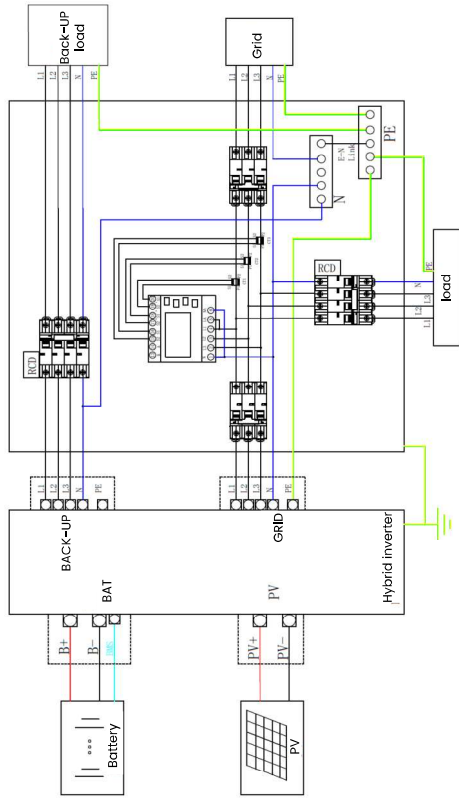 Back-UP
load
Grid
L1
L2
L3
N
PE
L1
L2
L3
N
PE
PE
E-N
Link
N
RCD
RCD
PE
N
L3
L2
L1
load
L1
L2
L3
N
PE
L1
L2
L3
N
PE
BACK-UP
GRID
BAT
PV
Hybrid inverter
B+
B-
BMS
PV+
PV-
Battery
PV